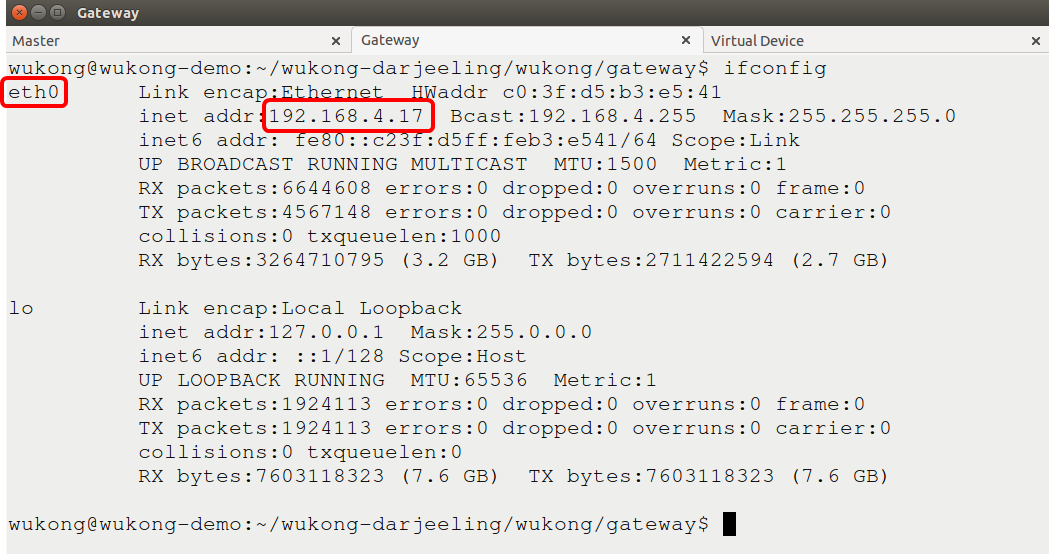 Gateway
Master Gateway Virtual Device
wukong@wukong-demo:~/wukong-darjeeling/wukong/gateway$ ifconfig
eth0 Link encap:Ethernet HWaddr c0:3f:d5:b3:e5:41
inet addr:192.168.4.17 Bcast:192.168.4.255 Mask:255.255.255.0
inet6 addr: fe80::c23f:d5ff:feb3:e541/64 Scope:Link
UP BROADCAST RUNNING MULTICAST MTU:1500 Metric:1
RX packets:6644608 errors:0 dropped:0 overruns:0 frame:0
TX packets:4567148 errors:0 dropped:0 overruns:0 carrier:0
collisions:0 txqueuelen:1000
RX bytes:3264710795 (3.2 GB) TX bytes:2711422594 (2.7 GB)
lo Link encap:Local Loopback
inet addr:127.0.0.1 Mask:255.0.0.0
inet6 addr: ::1/128 Scope:Host
UP LOOPBACK RUNNING MTU:65536 Metric:1
RX packets:1924113 errors:0 dropped:0 overruns:0 frame:0
TX packets:1924113 errors:0 dropped:0 overruns:0 carrier:0
collisions:0 txqueuelen:0
RX bytes:7603118323 (7.6 GB) TX bytes:7603118323 (7.6 GB)
wukong@wukong-demo:~/wukong-darjeeling/wukong/gateway$